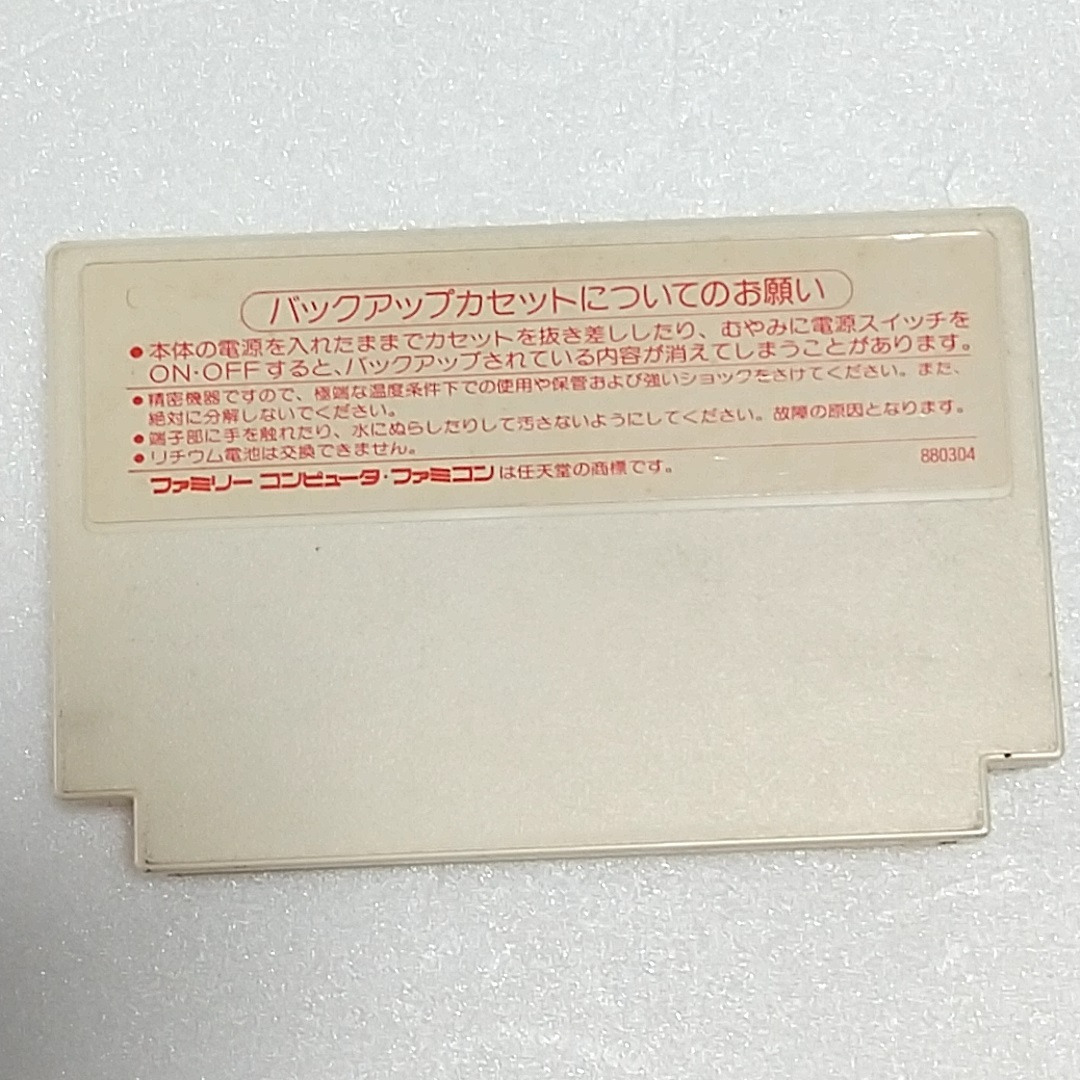 バックアップカセットについてのお願い
●本体の電源を入れたままでカセットを抜き差ししたり、むやみに電源スイッチを
ON・OFFすると、バックアップされている内容が消えてしまうことがあります。
●精密機器ですので、極端な温度条件下での使用や保管および強いショックをさけてください。また、
絶対に分解しないでください。
●端子部に手を触れたり、水にぬらしたりして汚さないようにしてください。故障の原因となります。
●リチウム電池は交換できません。
ファミリーコンピュータ・ファミコンは任天堂の商標です。
880304